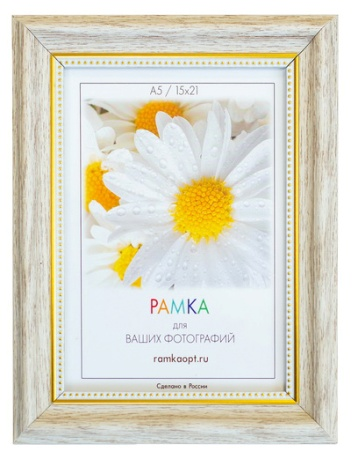 A5 / 15x21
РАМКА
для
ВАШИХ ФОТОГРАФИЙ
ramkaopt.ru
Сделано в России